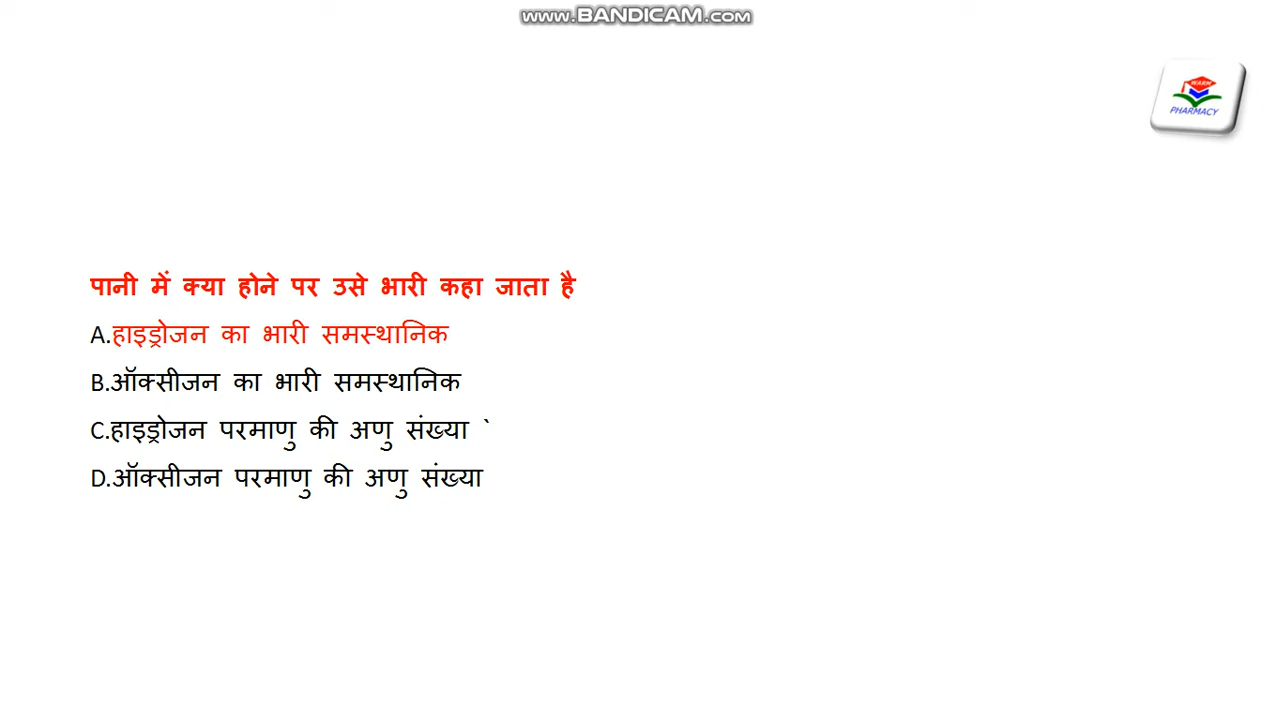 www.BANDICAM.com
WARM
PHARMACY
पानी में क्या होने पर उसे भारी कहा जाता है
A.हाइड्रोजन का भारी समस्थानिक
B.ऑक्सीजन का भारी समस्थानिक
C.हाइड्रोजन परमाणु की अणु संख्या `
D.ऑक्सीजन परमाणु की अणु संख्या